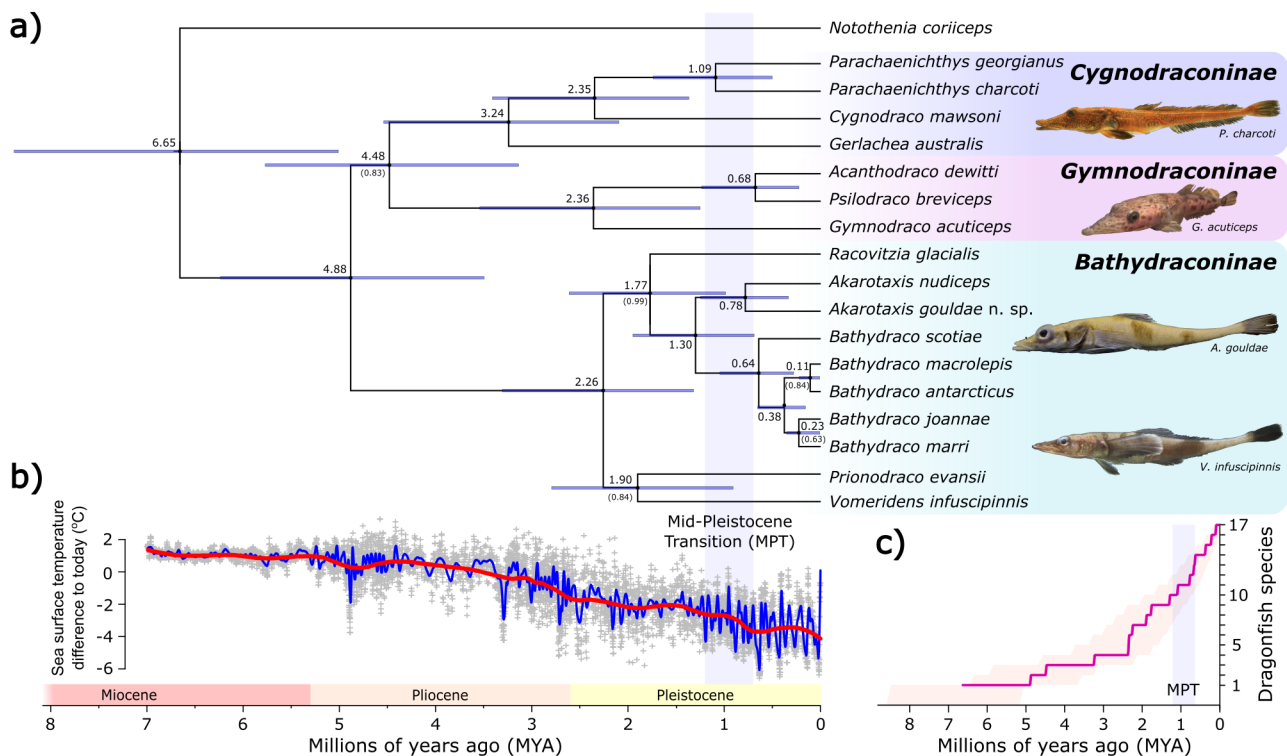 a)
Notothenia coriiceps
Parachaenichthys georgianus
Parachaenichthys charcoti
Cygnodraco mawsoni
Gerlachea australis
Cygnodraconinae
P. charcoti
Acanthodraco dewitti
Psilodraco breviceps
Gymnodraco acuticeps
Gymnodraconinae
G. acuticeps
Racovitzia glacialis
Akarotaxis nudiceps
Akarotaxis gouldae n. sp.
Bathydraco scotiae
Bathydraco macrolepis
Bathydraco antarcticus
Bathydraco joannae
Bathydraco marri
Prionodraco evansii
Vomeridens infuscipinnis
Bathydraconinae
A. gouldae
V. infuscipinnis
1.09
2.35
3.24
6.65
4.48
(0.83)
0.68
2.36
4.88
1.77
(0.99)
0.78
1.30
0.64
0.11
(0.84)
0.38
0.23
(0.63)
2.26
1.90
(0.84)
b)
Sea surface temperature
difference to today (°C)
2
0
-2
-4
-6
Mid-Pleistocene
Transition (MPT)
Miocene
Pliocene
Pleistocene
8 7 6 5 4 3 2 1 0
Millions of years ago (MYA)
c)
17
10
5
1
Dragonfish species
MPT
8 7 6 5 4 3 2 1 0
Millions of years ago (MYA)